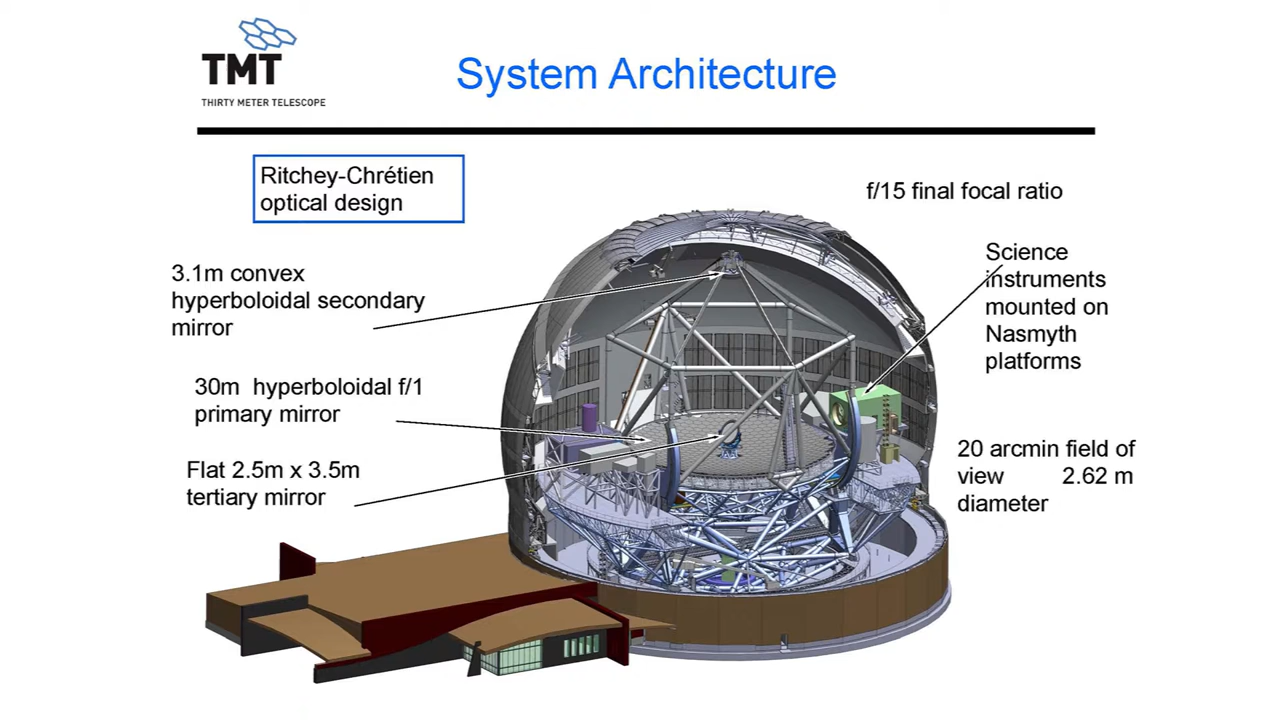 TMT
THIRTY METER TELESCOPE
System Architecture
Ritchey-Chrétien
optical design
f/15 final focal ratio
3.1m convex
hyperboloidal secondary
mirror
Science
instruments
mounted on
Nasmyth
platforms
30m hyperboloidal f/1
primary mirror
Flat 2.5m x 3.5m
tertiary mirror
20 arcmin field of
view 2.62 m
diameter